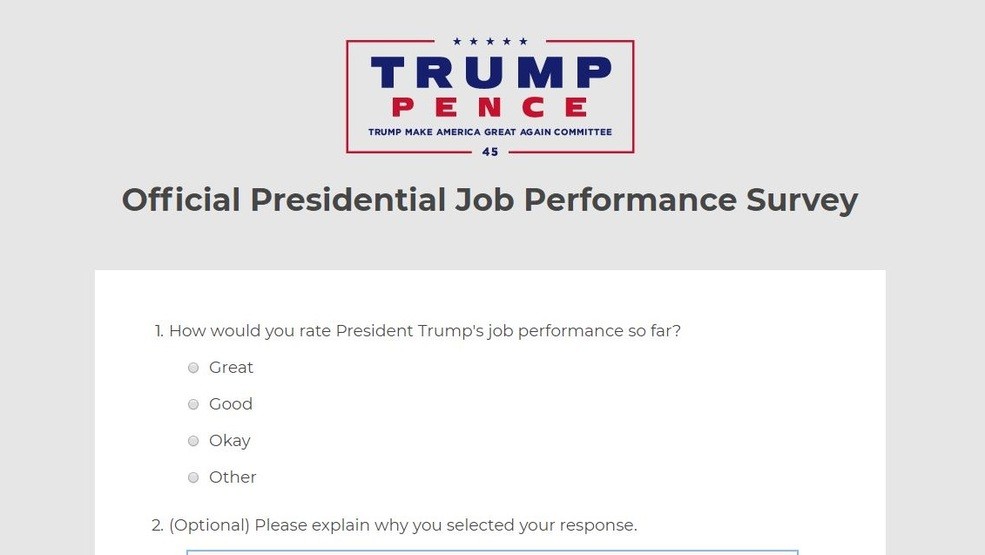 TRUMP
PENCE
TRUMP MAKE AMERICA GREAT AGAIN COMMITTEE
45
Official Presidential Job Performance Survey
1. How would you rate President Trump's job performance so far?
Great
Good
Okay
Other
2. (Optional) Please explain why you selected your response.